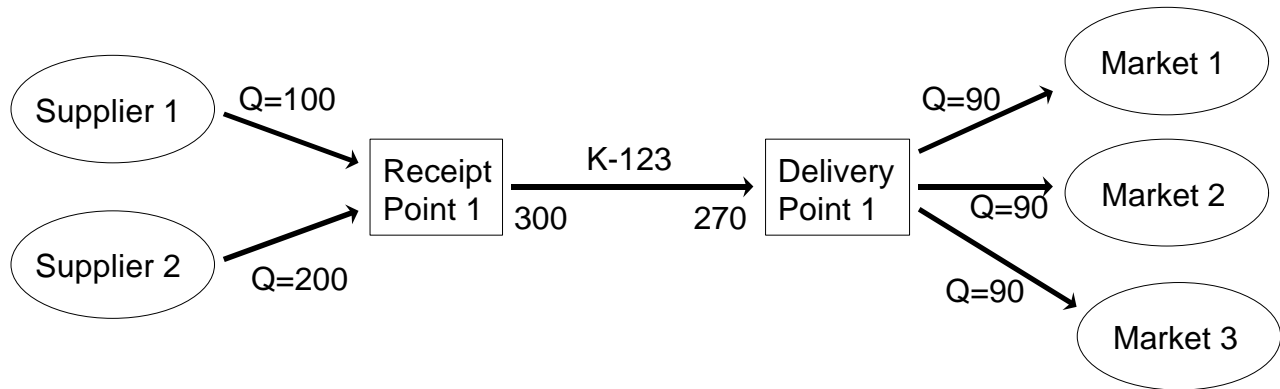 Supplier 1
Q=100
Supplier 2
Q=200
Receipt
Point 1
K-123
300
270
Delivery
Point 1
Q=90
Market 1
Q=90
Market 2
Q=90
Market 3